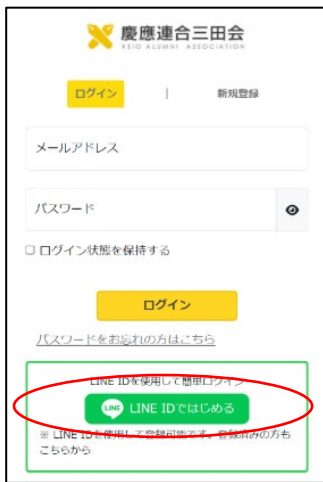 慶應連合三田会
KEIO ALUMNI ASSOCIATION
ログイン | 新規登録
メールアドレス
パスワード
ログイン状態を保持する
ログイン
パスワードをお忘れの方はこちら
LINE IDを使用して簡単ログイン
LINE LINE IDではじめる
※ LINE IDを使用して登録可能です。登録済みの方も
こちらから